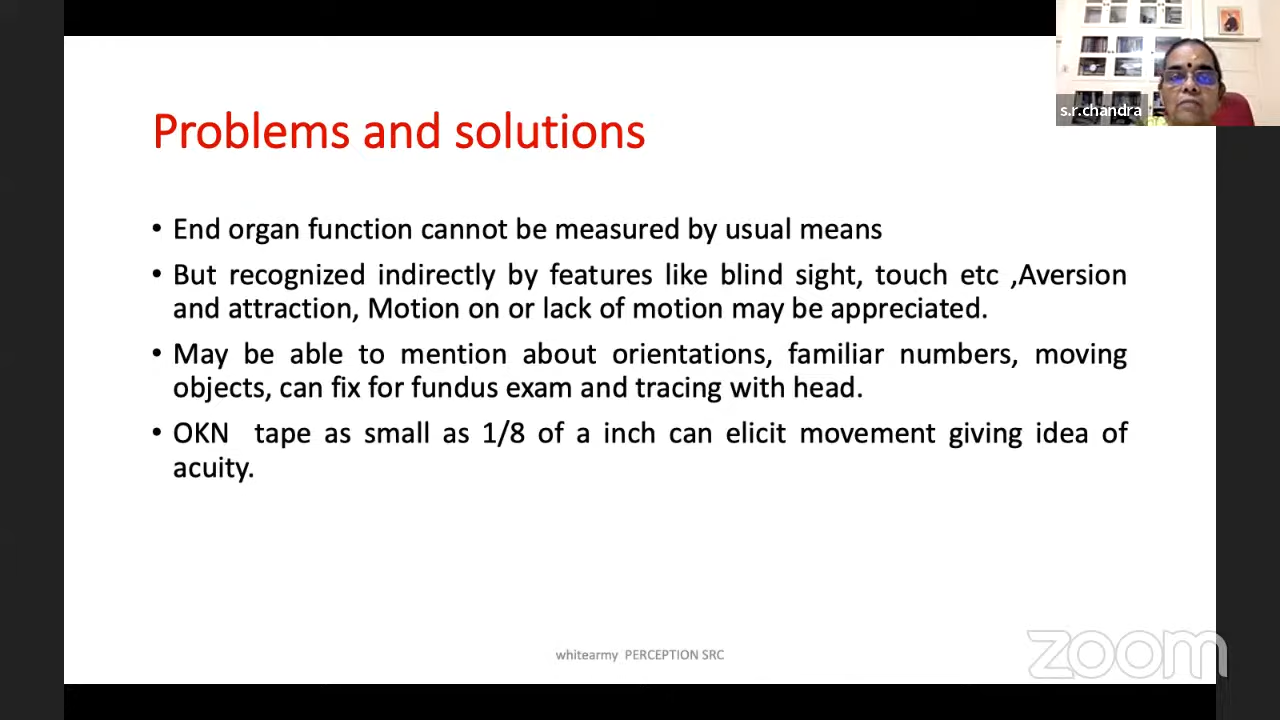 s.r.chandra
Problems and solutions
• End organ function cannot be measured by usual means
• But recognized indirectly by features like blind sight, touch etc ,Aversion
and attraction, Motion on or lack of motion may be appreciated.
• May be able to mention about orientations, familiar numbers, moving
objects, can fix for fundus exam and tracing with head.
• OKN tape as small as 1/8 of a inch can elicit movement giving idea of
acuity.
whitearmy PERCEPTION SRC
zoom